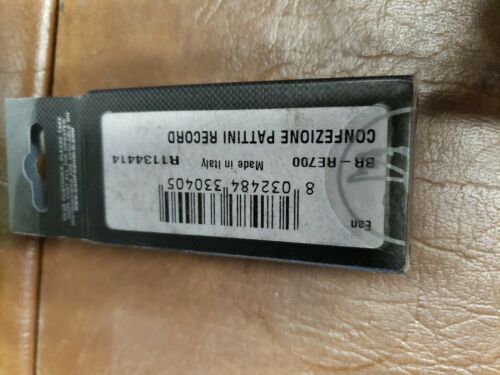 CONFEZIONE PATTINI RECORD
BR-RE700
Made in Italy
R1134414
8 032484 330405
Ean